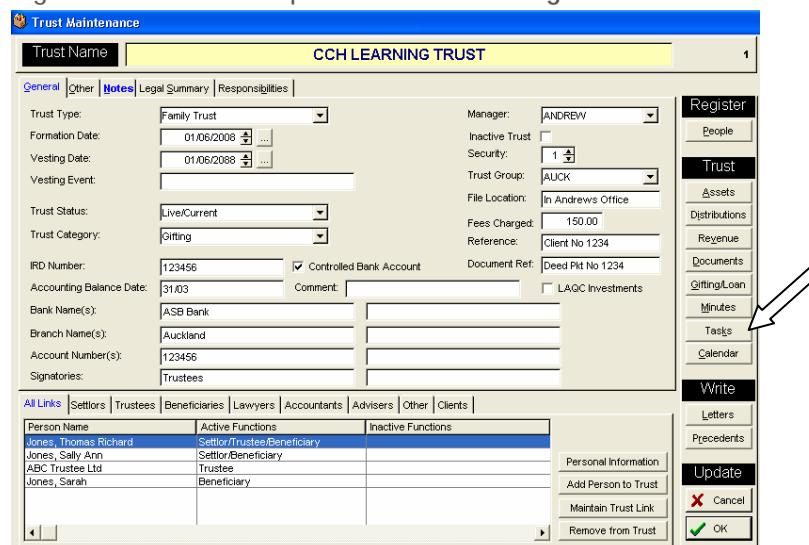 Trust Maintenance
Trust Name CCH LEARNING TRUST 1
General Other Notes Legal Summary Responsibilities
Trust Type: Family Trust
Formation Date: 01/06/2008 ...
Vesting Date: 01/06/2088 ...
Vesting Event:
Trust Status: Live/Current
Trust Category: Gifting
Manager: ANDREW
Inactive Trust
Security: 1
Trust Group: AUCK
File Location: In Andrews Office
Fees Charged: 150.00
Reference: Client No 1234
Document Ref: Deed Pkt No 1234
IRD Number: 123456 Controlled Bank Account
Accounting Balance Date: 31/03 Comment: LAQC Investments
Bank Name(s): ASB Bank
Branch Name(s): Auckland
Account Number(s): 123456
Signatories: Trustees
All Links Settlors Trustees Beneficiaries Lawyers Accountants Advisers Other Clients
Person Name Active Functions Inactive Functions
Jones, Thomas Richard Settlor/Trustee/Beneficiary
Jones, Sally Ann Settlor/Beneficiary
ABC Trustee Ltd Trustee
Jones, Sarah Beneficiary
Personal Information
Add Person to Trust
Maintain Trust Link
Remove from Trust
Register
People
Trust
Assets
Distributions
Revenue
Documents
Gifting/Loan
Minutes
Tasks
Calendar
Write
Letters
Precedents
Update
Cancel
OK